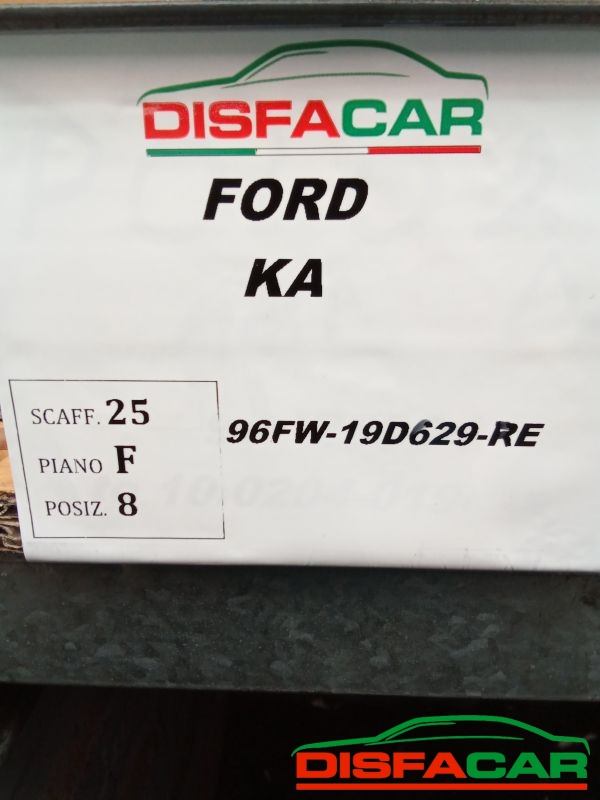 DISFACAR
FORD
KA
SCAFF. 25
PIANO F
POSIZ. 8
96FW-19D629-RE
DISFACAR